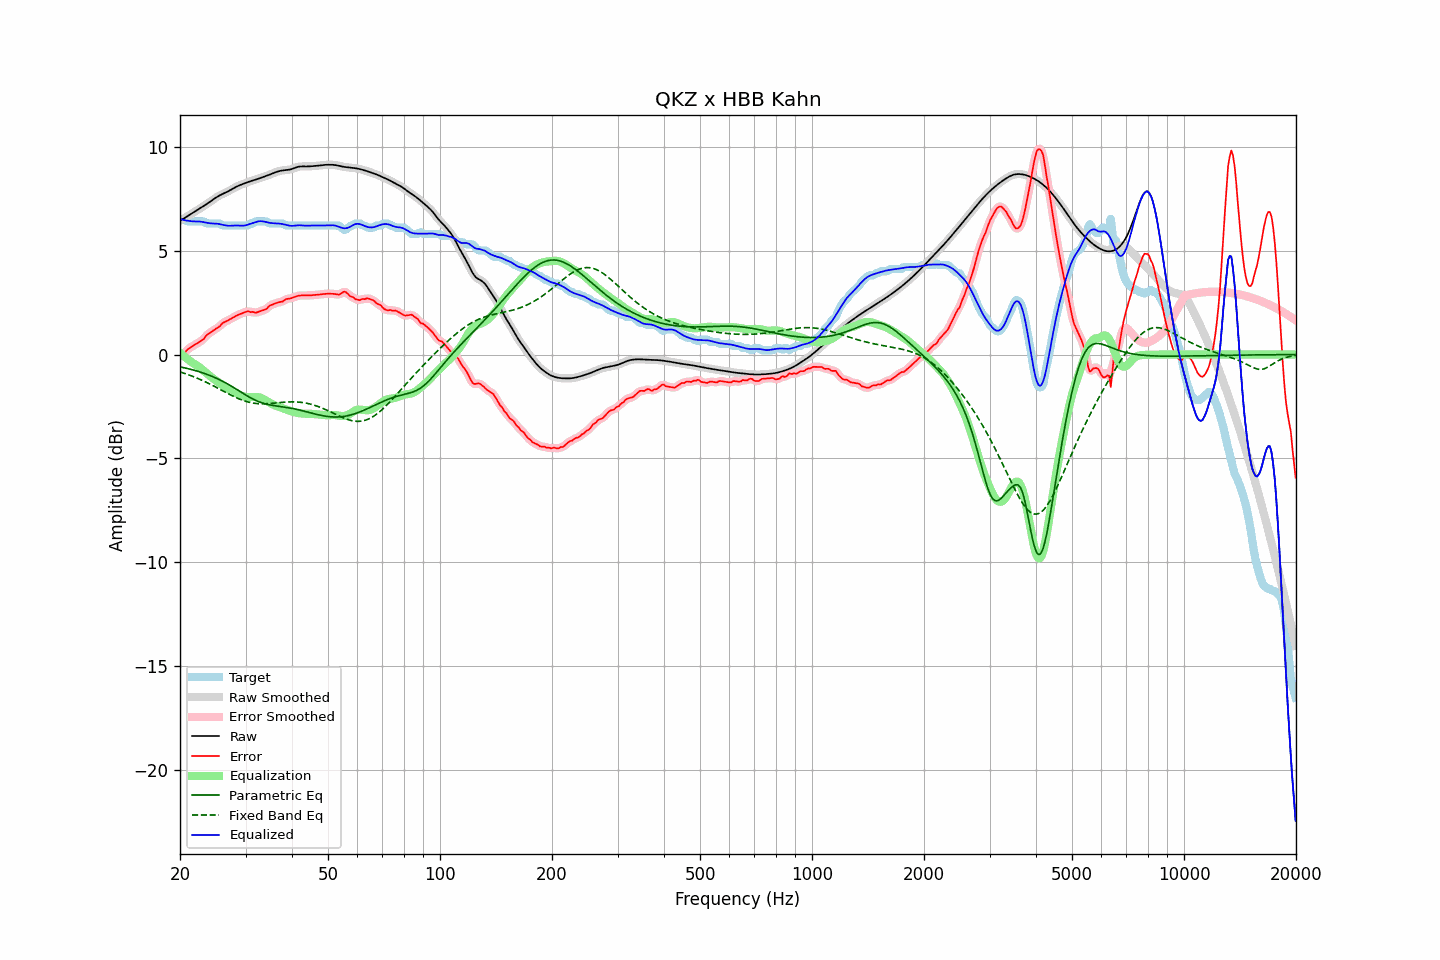 QKZ x HBB Kahn
10
5
0
−5
−10
−15
−20
Amplitude (dBr)
Target
Raw Smoothed
Error Smoothed
Raw
Error
Equalization
Parametric Eq
Fixed Band Eq
Equalized
20
50
100
200
500
1000
2000
5000
10000
20000
Frequency (Hz)